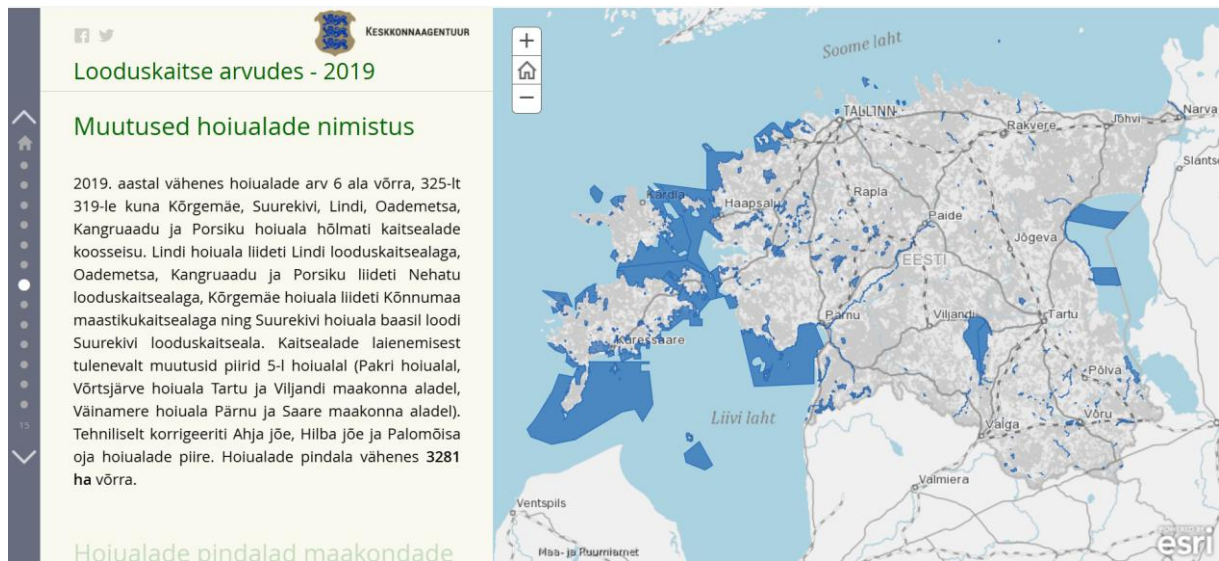 KESKKONNAAGENTUUR
Looduskaitse arvudes - 2019
Muutused hoiualade nimistus
2019. aastal vähenes hoiualade arv 6 ala võrra, 325-lt
319-le kuna Kõrgemäe, Suurekivi, Lindi, Oademetsa,
Kangruaadu ja Porsiku hoiuala hõlmati kaitsealade
koosseisu. Lindi hoiuala liideti Lindi looduskaitsealaga,
Oademetsa, Kangruaadu ja Porsiku liideti Nehatu
looduskaitsealaga, Kõrgemäe hoiuala liideti Kõnnumaa
maastikukaitsealaga ning Suurekivi hoiuala baasil loodi
Suurekivi looduskaitseala. Kaitsealade laienemisest
tulenevalt muutusid piirid 5-l hoiualal (Pakri hoiualal,
Võrtsjärve hoiuala Tartu ja Viljandi maakonna aladel,
Väinamere hoiuala Pärnu ja Saare maakonna aladel).
Tehniliselt korrigeeriti Ahja jõe, Hilba jõe ja Palomõisa
oja hoiualade piire. Hoiualade pindala vähenes 3281
ha võrra.
Hoiualade pindalad maakondade
15
+
−
Soome laht
TALLINN
Narva
Rakvere
Jõhvi
Slants
Kärdla
Haapsalu
Rapla
Paide
Jõgeva
EESTI
Kuressaare
Pärnu
Viljandi
Tartu
Põlva
Liivi laht
Võru
Valga
Valmiera
Ventspils
Maa- ja Ruumiamet
POWERED BY
esri